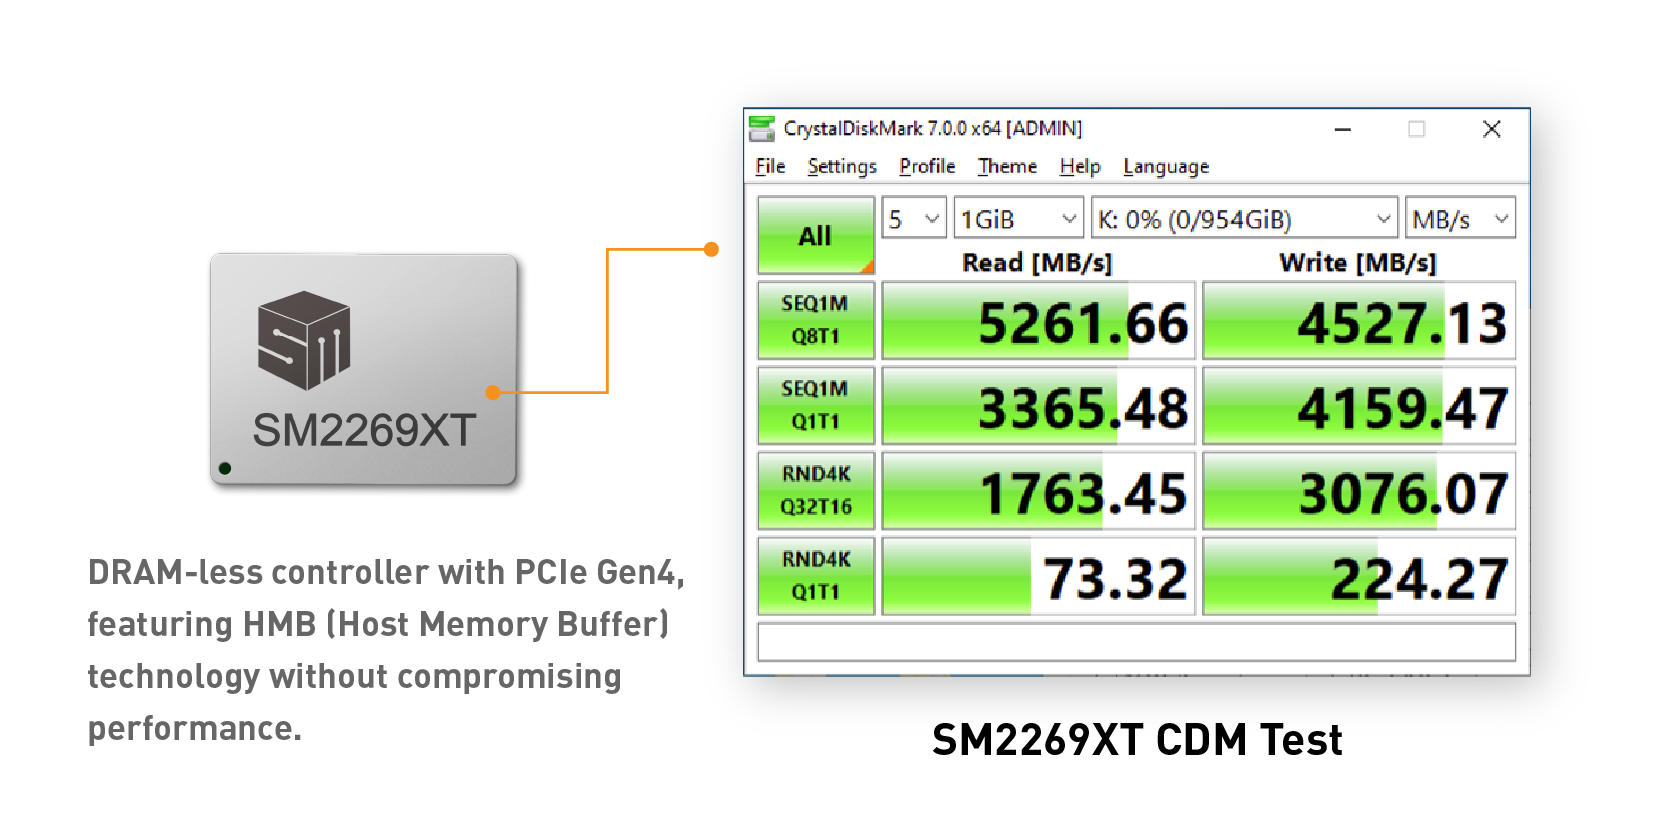 SM2269XT
DRAM-less controller with PCIe Gen4,
featuring HMB (Host Memory Buffer)
technology without compromising
performance.
CrystalDiskMark 7.0.0 x64 [ADMIN]
File Settings Profile Theme Help Language
All 5 1GiB K: 0% (0/954GiB) MB/s
Read [MB/s] Write [MB/s]
SEQ1M
Q8T1 5261.66 4527.13
SEQ1M
Q1T1 3365.48 4159.47
RND4K
Q32T16 1763.45 3076.07
RND4K
Q1T1 73.32 224.27
SM2269XT CDM Test